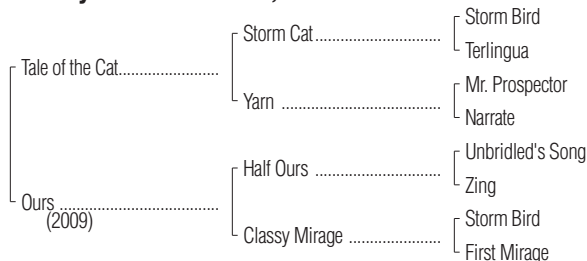 Storm Bird
Storm Cat
Terlingua
Tale of the Cat
Mr. Prospector
Yarn
Narrate
Unbridled's Song
Half Ours
Zing
Ours
(2009)
Storm Bird
Classy Mirage
First Mirage